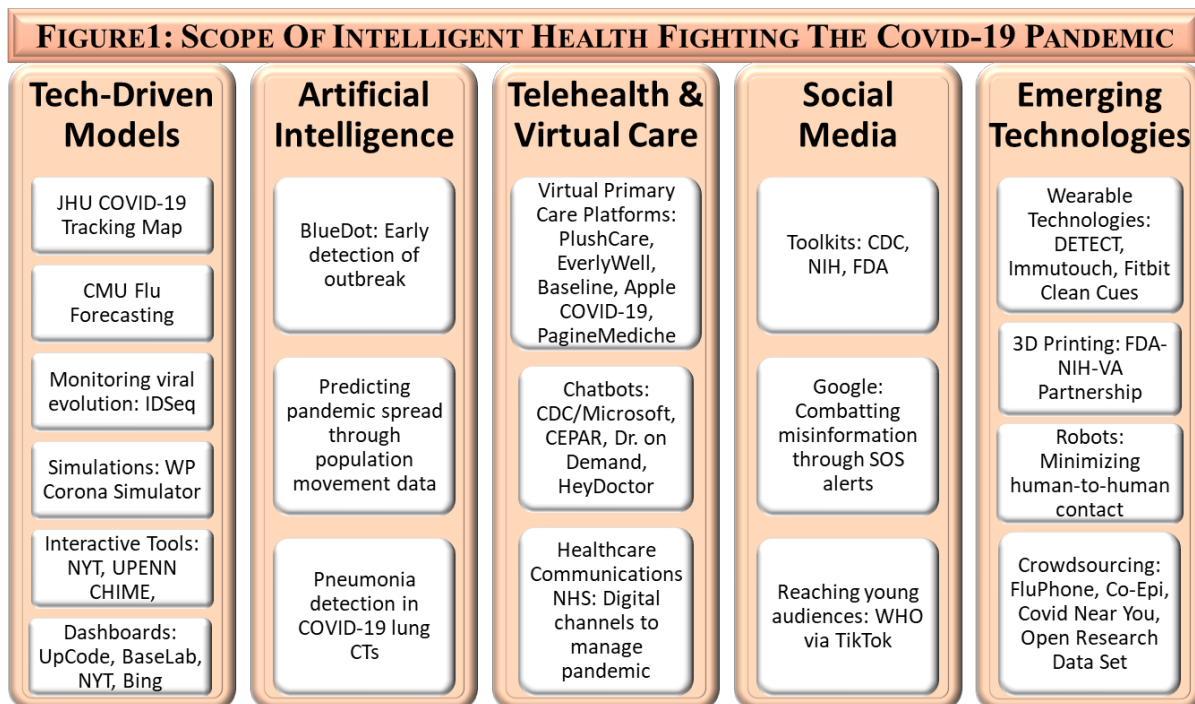 FIGURE1: SCOPE OF INTELLIGENT HEALTH FIGHTING THE COVID-19 PANDEMIC
Tech-Driven
Models
JHU COVID-19
Tracking Map
CMU Flu
Forecasting
Monitoring viral
evolution: IDSeq
Simulations: WP
Corona Simulator
Interactive Tools:
NYT, UPENN
CHIME,
Dashboards:
UpCode, BaseLab,
NYT, Bing
Artificial
Intelligence
BlueDot: Early
detection of
outbreak
Predicting
pandemic spread
through
population
movement data
Pneumonia
detection in
COVID-19 lung
CTs
Telehealth &
Virtual Care
Virtual Primary
Care Platforms:
PlushCare,
EverlyWell,
Baseline, Apple
COVID-19,
PagineMediche
Chatbots:
CDC/Microsoft,
CEPAR, Dr. on
Demand,
HeyDoctor
Healthcare
Communications
NHS: Digital
channels to
manage
pandemic
Social
Media
Toolkits: CDC,
NIH, FDA
Google:
Combatting
misinformation
through SOS
alerts
Reaching young
audiences: WHO
via TikTok
Emerging
Technologies
Wearable
Technologies:
DETECT,
Immutouch, Fitbit
Clean Cues
3D Printing: FDA-
NIH-VA
Partnership
Robots:
Minimizing
human-to-human
contact
Crowdsourcing:
FluPhone, Co-Epi,
Covid Near You,
Open Research
Data Set